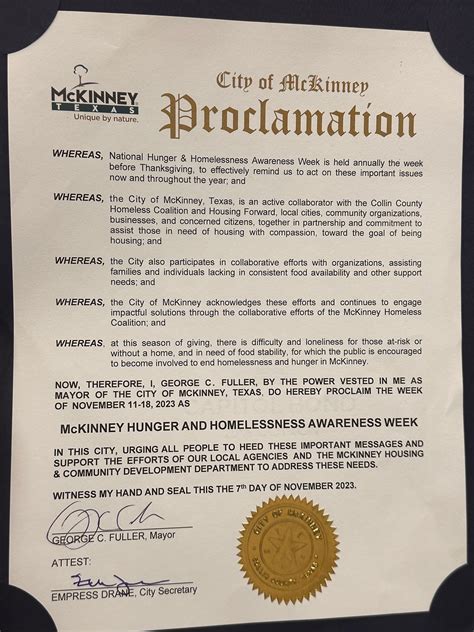 McKINNEY
TEXAS
Unique by nature.
City of McKinney
Proclamation
WHEREAS, National Hunger & Homelessness Awareness Week is held annually the week
before Thanksgiving, to effectively remind us to act on these important issues
now and throughout the year; and
WHEREAS, the City of McKinney, Texas, is an active collaborator with the Collin County
Homeless Coalition and Housing Forward, local cities, community organizations,
businesses, and concerned citizens, together in partnership and commitment to
assist those in need of housing with compassion, toward the goal of being
housing; and
WHEREAS, the City also participates in collaborative efforts with organizations, assisting
families and individuals lacking in consistent food availability and other support
needs; and
WHEREAS, the City of McKinney acknowledges these efforts and continues to engage
impactful solutions through the collaborative efforts of the McKinney Homeless
Coalition; and
WHEREAS, at this season of giving, there is difficulty and loneliness for those at-risk or
without a home, and in need of food stability, for which the public is encouraged
to become involved to end homelessness and hunger in McKinney.
NOW, THEREFORE, I, GEORGE C. FULLER, BY THE POWER VESTED IN ME AS
MAYOR OF THE CITY OF McKINNEY, TEXAS, DO HEREBY PROCLAIM THE WEEK
OF NOVEMBER 11-18, 2023 AS
McKINNEY HUNGER AND HOMELESSNESS AWARENESS WEEK
IN THIS CITY, URGING ALL PEOPLE TO HEED THESE IMPORTANT MESSAGES AND
SUPPORT THE EFFORTS OF OUR LOCAL AGENCIES AND THE McKINNEY HOUSING
& COMMUNITY DEVELOPMENT DEPARTMENT TO ADDRESS THESE NEEDS.
WITNESS MY HAND AND SEAL THIS THE 7th DAY OF NOVEMBER 2023.
GEORGE C. FULLER, Mayor
ATTEST:
EMPRESS DRANE, City Secretary
CITY OF McKINNEY